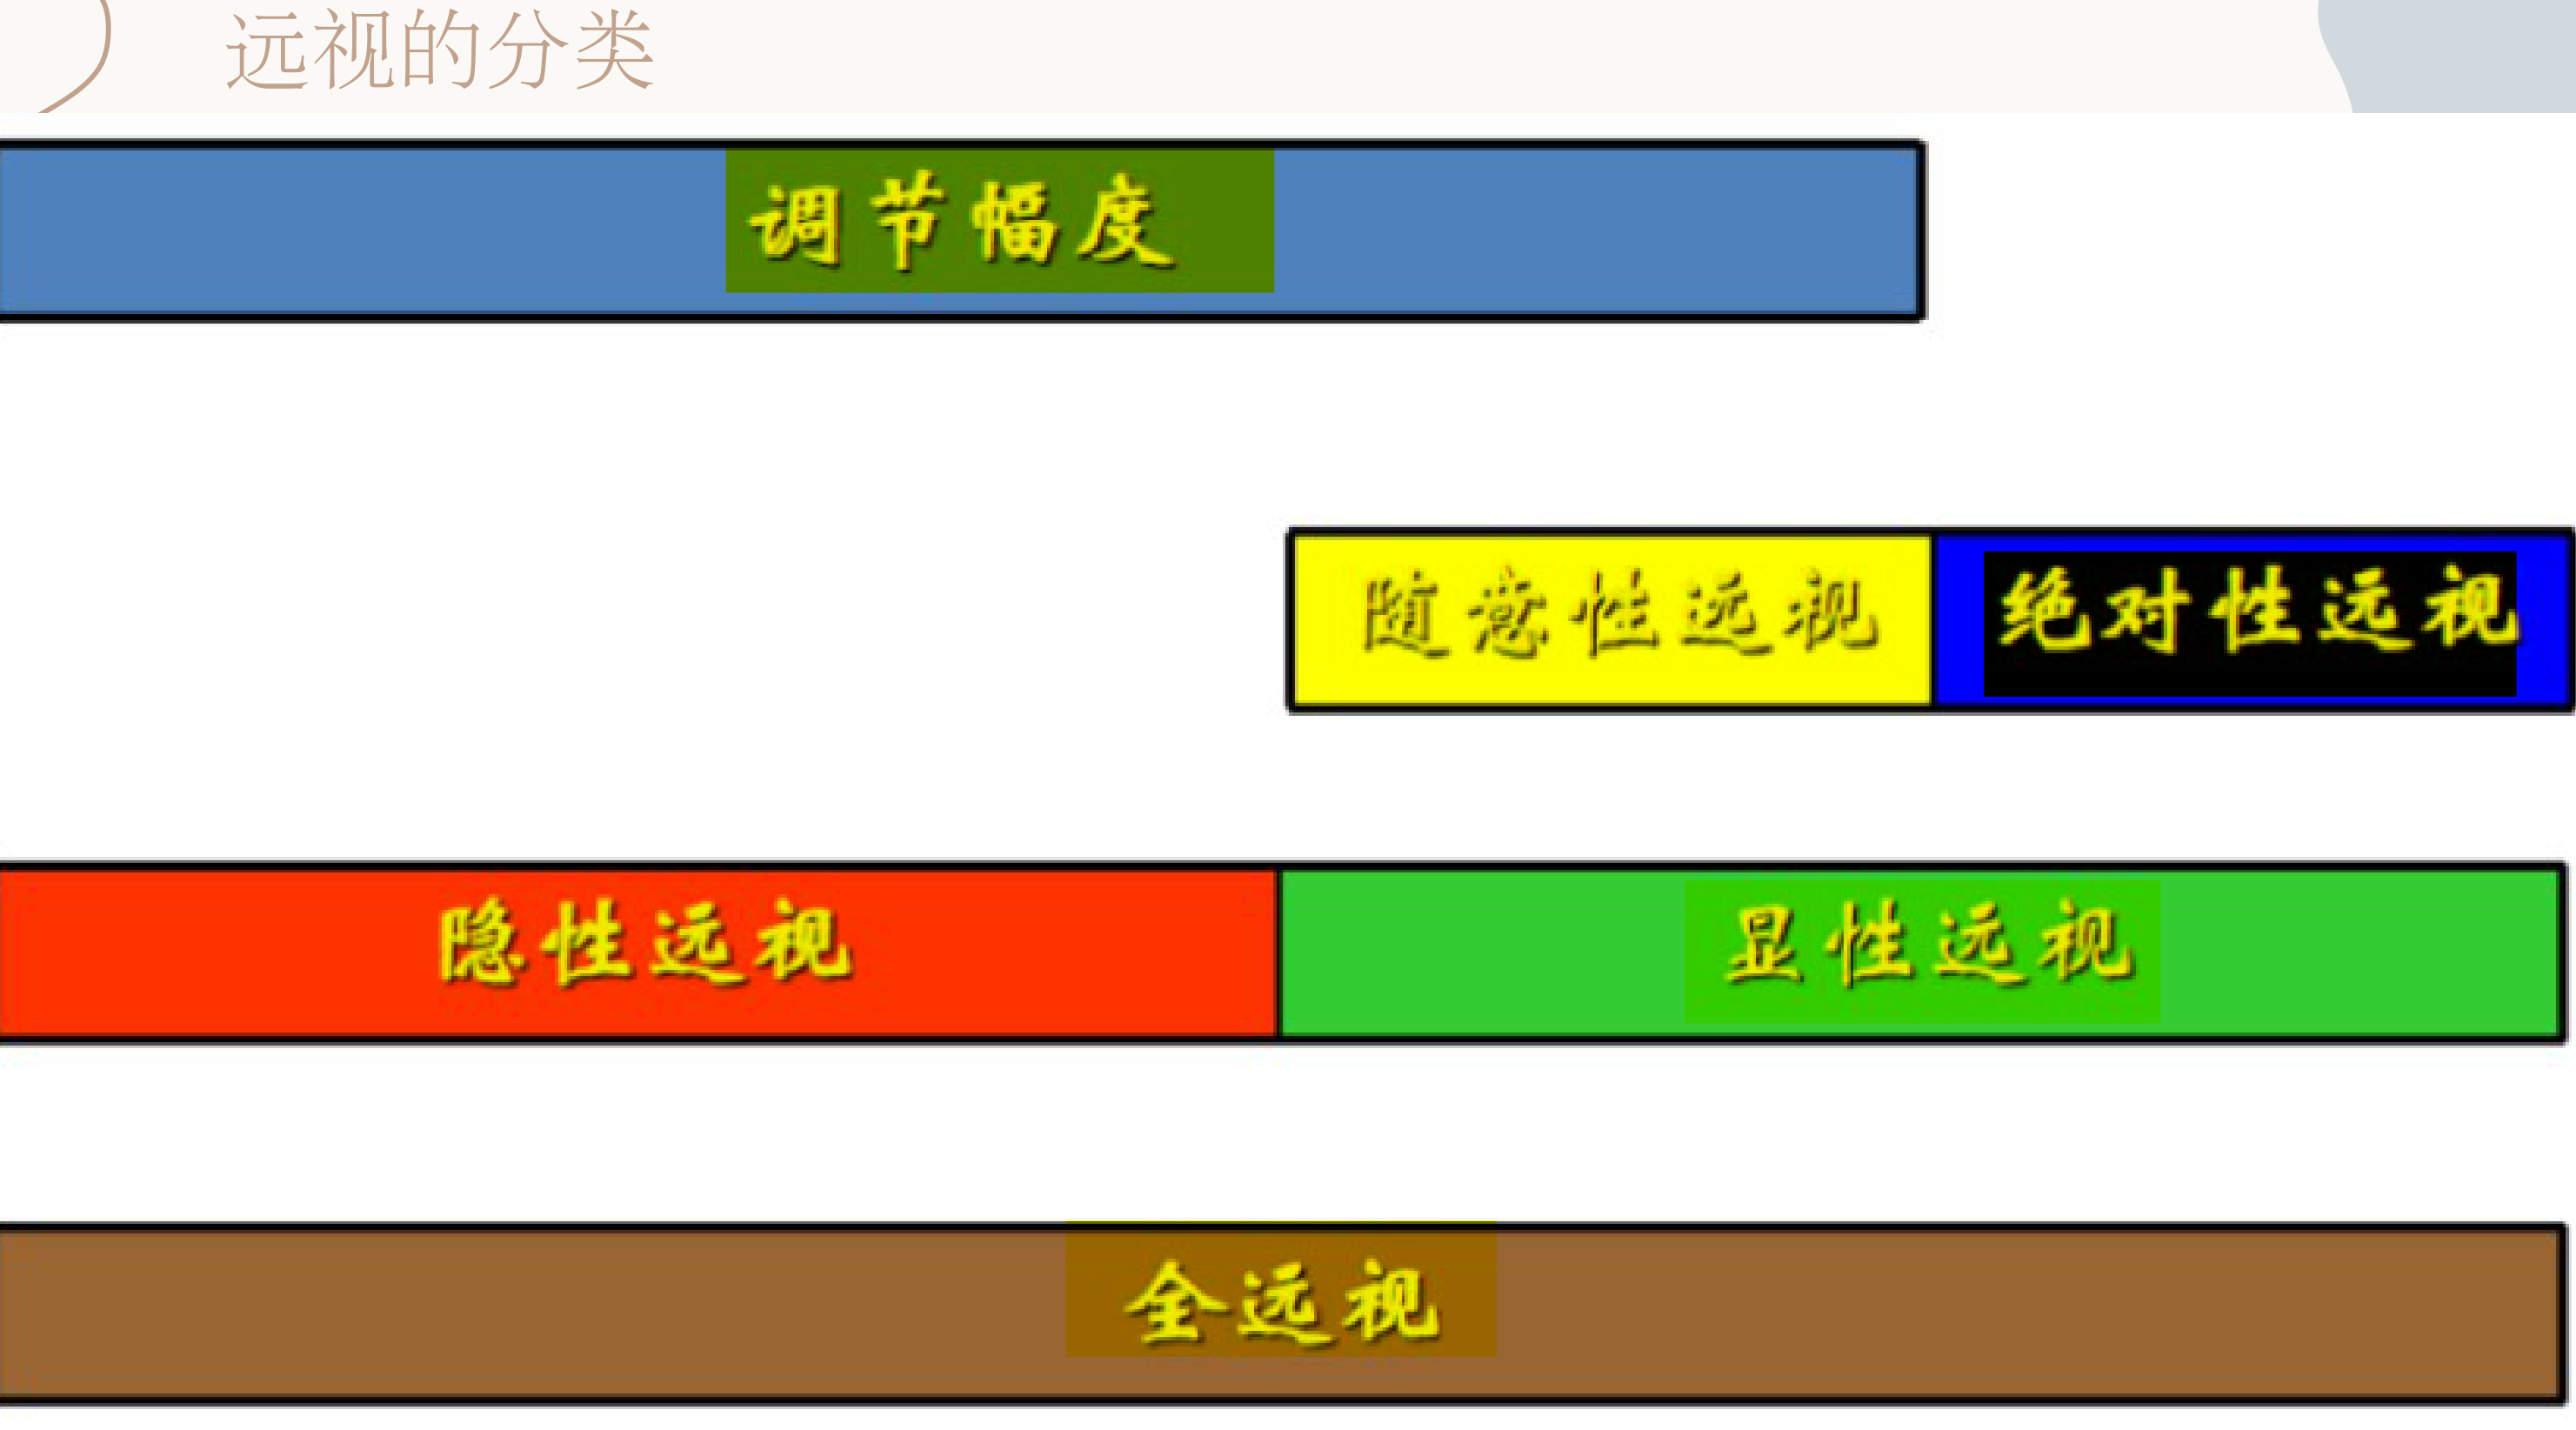 远视的分类
调节幅度
随意性远视 绝对性远视
隐性远视 显性远视
全远视